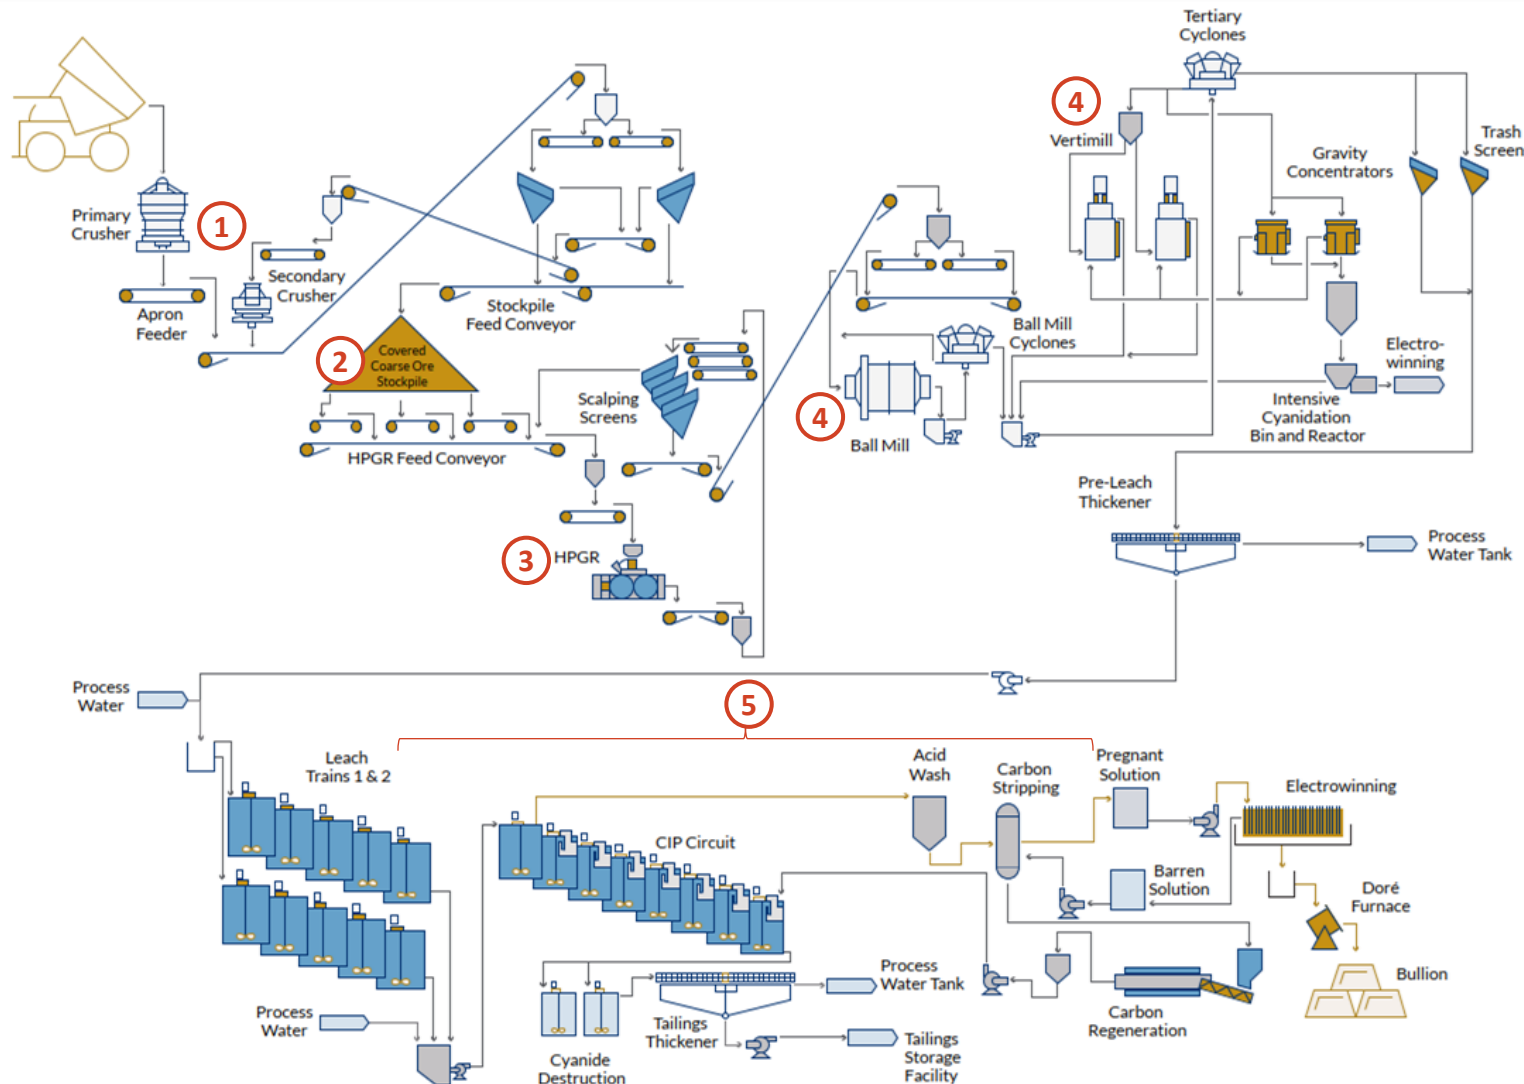 Tertiary
Cyclones
4
Vertimill
Trash
Screen
Gravity
Concentrators
Primary
Crusher
1
Secondary
Crusher
Apron
Feeder
Stockpile
Feed Conveyor
2
Covered
Coarse Ore
Stockpile
Scalping
Screens
HPGR Feed Conveyor
3
HPGR
Ball Mill
Cyclones
4
Ball Mill
Electro-
winning
Intensive
Cyanidation
Bin and Reactor
Pre-Leach
Thickener
Process
Water Tank
Process
Water
5
Leach
Trains 1 & 2
CIP Circuit
Acid
Wash
Carbon
Stripping
Pregnant
Solution
Electrowinning
Barren
Solution
Doré
Furnace
Bullion
Process
Water
Cyanide
Destruction
Tailings
Thickener
Process
Water Tank
Tailings
Storage
Facility
Carbon
Regeneration